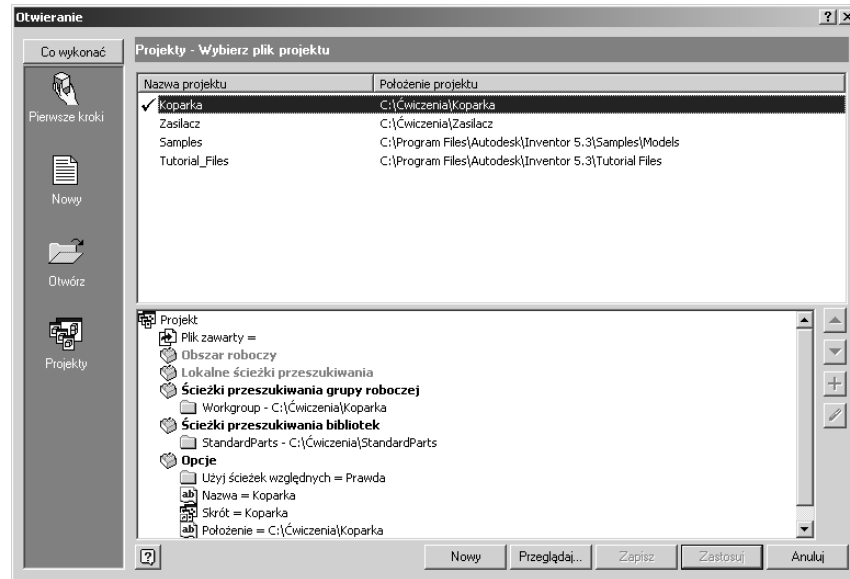 Otwieranie
Co wykonać
Pierwsze kroki
Nowy
Otwórz
Projekty
Projekty - Wybierz plik projektu
Nazwa projektu Położenie projektu
Koparka C:\Ćwiczenia\Koparka
Zasilacz C:\Ćwiczenia\Zasilacz
Samples C:\Program Files\Autodesk\Inventor 5.3\Samples\Models
Tutorial_Files C:\Program Files\Autodesk\Inventor 5.3\Tutorial Files
Projekt
Plik zawarty =
Obszar roboczy
Lokalne ścieżki przeszukiwania
Ścieżki przeszukiwania grupy roboczej
Workgroup - C:\Ćwiczenia\Koparka
Ścieżki przeszukiwania bibliotek
StandardParts - C:\Ćwiczenia\StandardParts
Opcje
Użyj ścieżek względnych = Prawda
Nazwa = Koparka
Skrót = Koparka
Położenie = C:\Ćwiczenia\Koparka
Nowy Przeglądaj... Zapisz Zastosuj Anuluj